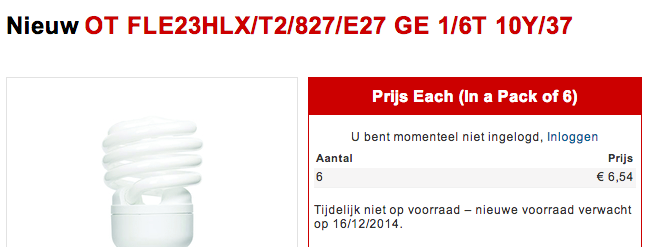 Nieuw OT FLE23HLX/T2/827/E27 GE 1/6T 10Y/37
Prijs Each (In a Pack of 6)
U bent momenteel niet ingelogd, Inloggen
Aantal Prijs
6 € 6,54
Tijdelijk niet op voorraad – nieuwe voorraad verwacht
op 16/12/2014.